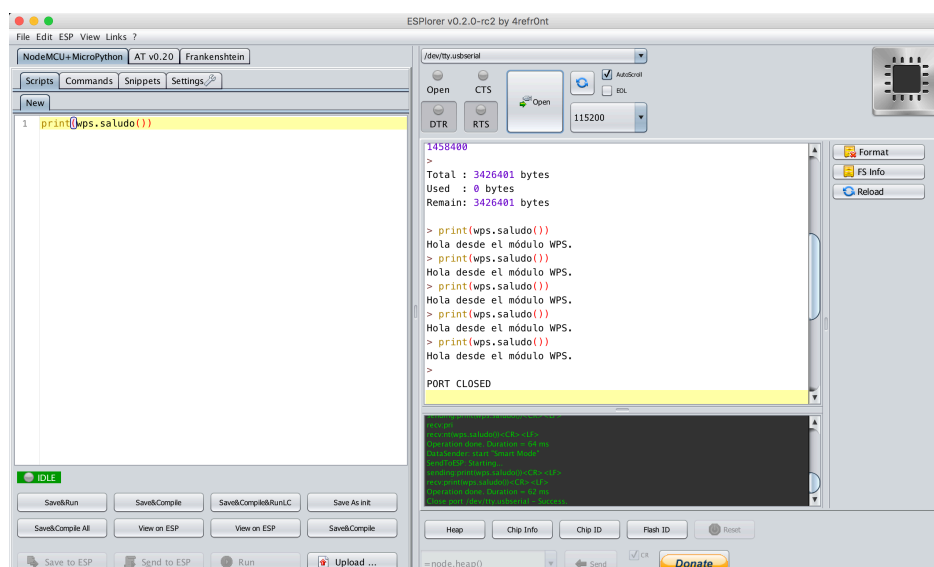 ESPlorer v0.2.0-rc2 by 4refr0nt
File Edit ESP View Links ?
NodeMCU+MicroPython AT v0.20 Frankenshtein
Scripts Commands Snippets Settings
New
1 print(wps.saludo())
IDLE
Save&Run Save&Compile Save&Compile&RunLC Save As init
Save&Compile All View on ESP View on ESP Save&Compile
Save to ESP Send to ESP Run Upload ...
/dev/tty.usbserial
Open CTS
DTR RTS
Open
AutoScroll
EOL
115200
1458400
>
Total : 3426401 bytes
Used : 0 bytes
Remain: 3426401 bytes
> print(wps.saludo())
Hola desde el módulo WPS.
> print(wps.saludo())
Hola desde el módulo WPS.
> print(wps.saludo())
Hola desde el módulo WPS.
> print(wps.saludo())
Hola desde el módulo WPS.
> print(wps.saludo())
Hola desde el módulo WPS.
>
PORT CLOSED
Format
FS Info
Reload
sending:print(wps.saludo())<CR> <LF>
recv:pri
recv:nt(wps.saludo())<CR> <LF>
Operation done. Duration = 64 ms
DataSender: start "Smart Mode"
SendToESP: Starting...
sending:print(wps.saludo())<CR> <LF>
recv:print(wps.saludo())<CR> <LF>
Operation done. Duration = 62 ms
Close port /dev/tty.usbserial - Success.
Heap Chip Info Chip ID Flash ID Reset
=node.heap() Send CR Donate